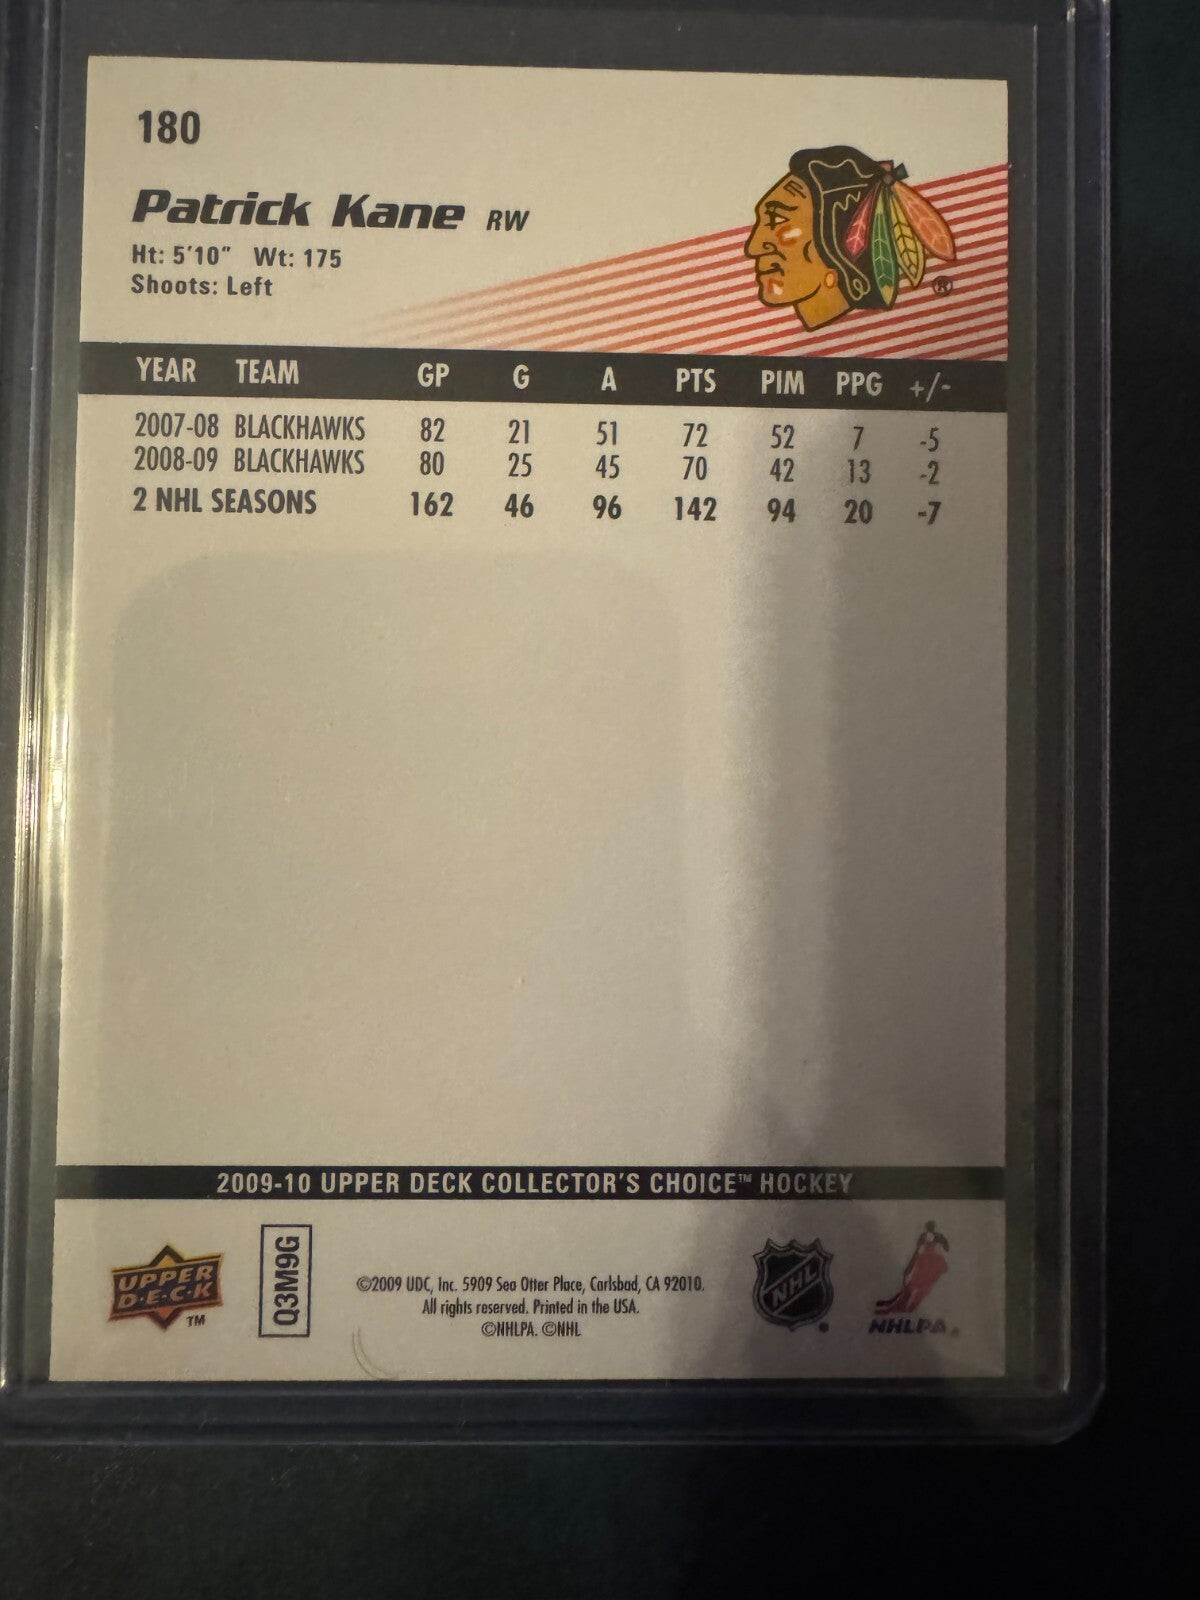 180
Patrick Kane RW
Ht: 5'10" Wt: 175
Shoots: Left
YEAR TEAM GP G A PTS PIM PPG +/-
2007-08 BLACKHAWKS 82 21 51 72 52 7 -5
2008-09 BLACKHAWKS 80 25 45 70 42 13 -2
2 NHL SEASONS 162 46 96 142 94 20 -7
2009-10 UPPER DECK COLLECTOR'S CHOICE™ HOCKEY
UPPER
D·E·C·K
TM
Q3M9G
©2009 UDC, Inc. 5909 Sea Otter Place, Carlsbad, CA 92010.
All rights reserved. Printed in the USA.
©NHLPA. ©NHL
NHL
NHLPA®